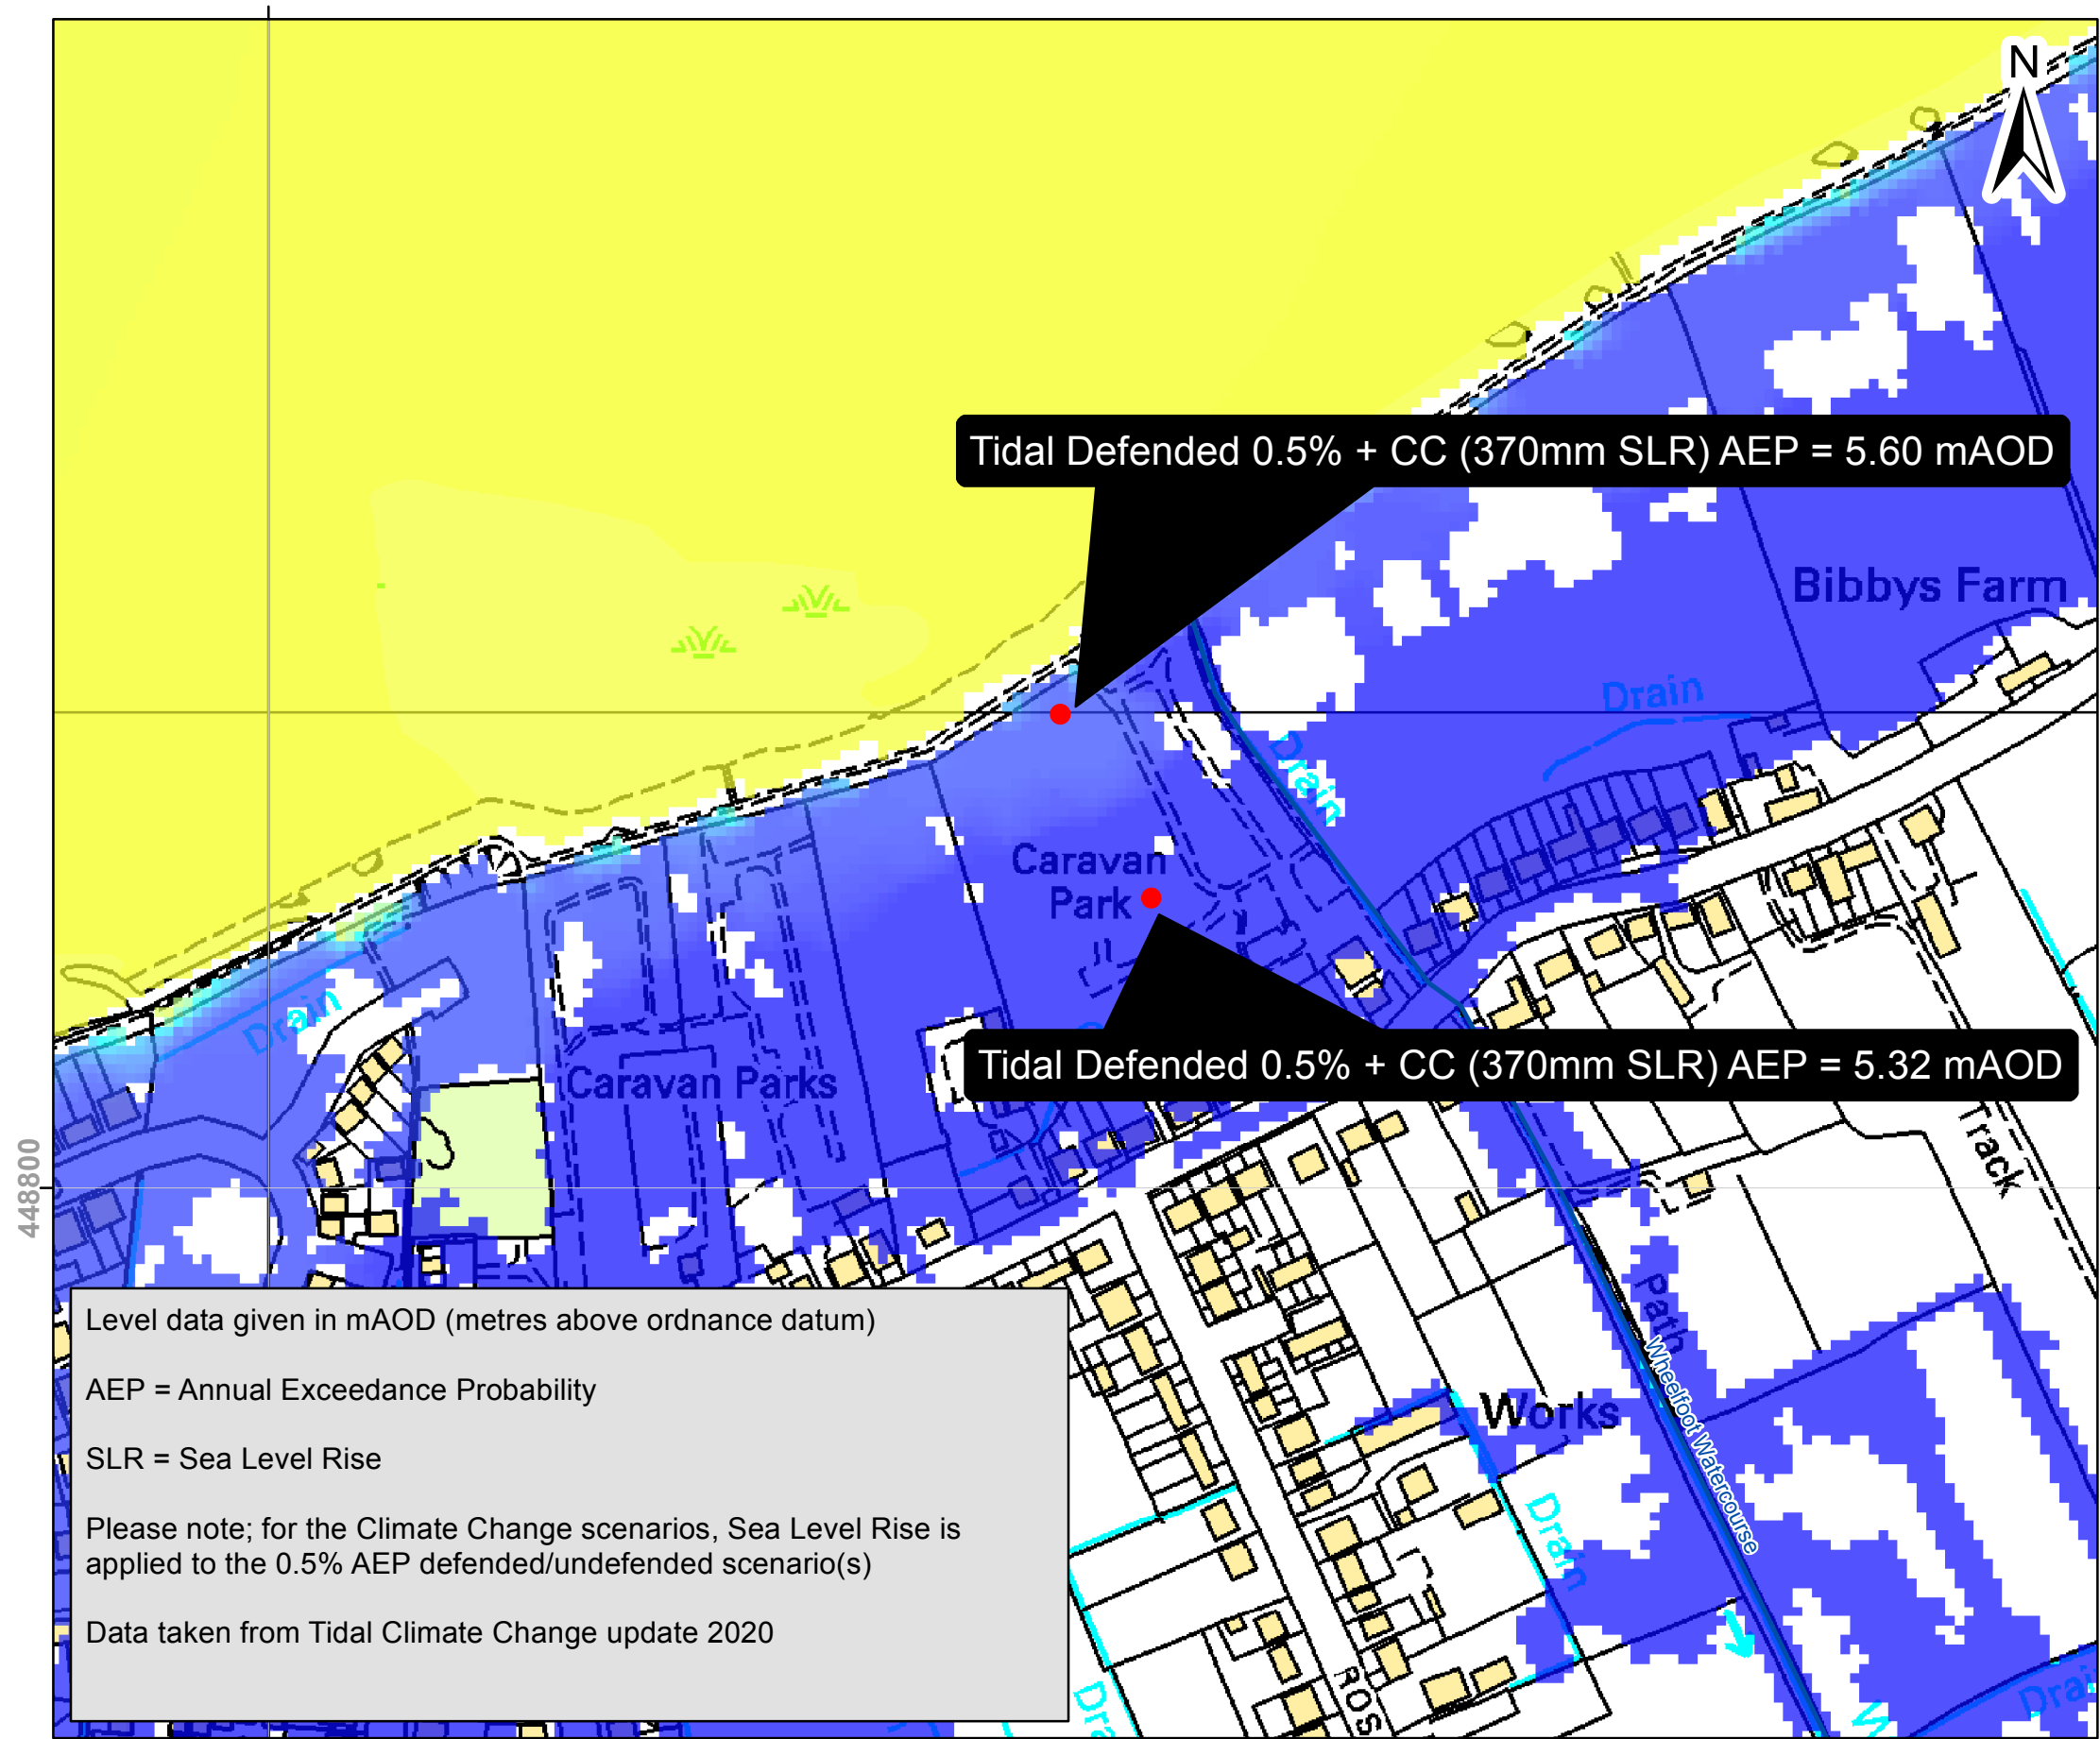 N
Tidal Defended 0.5% + CC (370mm SLR) AEP = 5.60 mAOD
Bibbys Farm
Drain
Drain
Caravan
Park
Drain
Tidal Defended 0.5% + CC (370mm SLR) AEP = 5.32 mAOD
Caravan Parks
Track
448800
Path
Wheelfoot Watercourse
Works
Drain
Level data given in mAOD (metres above ordnance datum)
AEP = Annual Exceedance Probability
SLR = Sea Level Rise
Please note; for the Climate Change scenarios, Sea Level Rise is
applied to the 0.5% AEP defended/undefended scenario(s)
Data taken from Tidal Climate Change update 2020
ROS
Dra
W
Drai